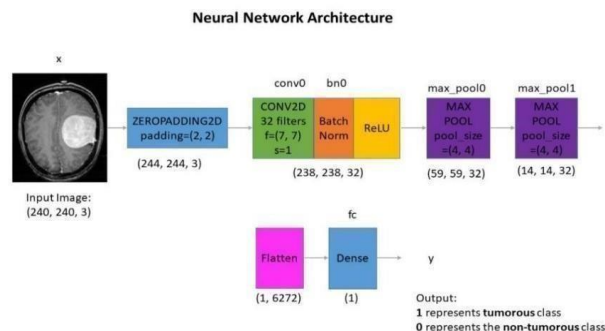 Neural Network Architecture
x
conv0 bn0 max_pool0 max_pool1
ZEROPADDING2D
padding=(2, 2)
CONV2D
32 filters
f=(7, 7)
s=1
Batch
Norm
ReLU
MAX
POOL
pool_size
=(4, 4)
MAX
POOL
pool_size
=(4, 4)
(244, 244, 3)
(238, 238, 32)
(59, 59, 32)
(14, 14, 32)
Input Image:
(240, 240, 3)
fc
Flatten
Dense
y
(1, 6272)
(1)
Output:
1 represents tumorous class
0 represents the non-tumorous class